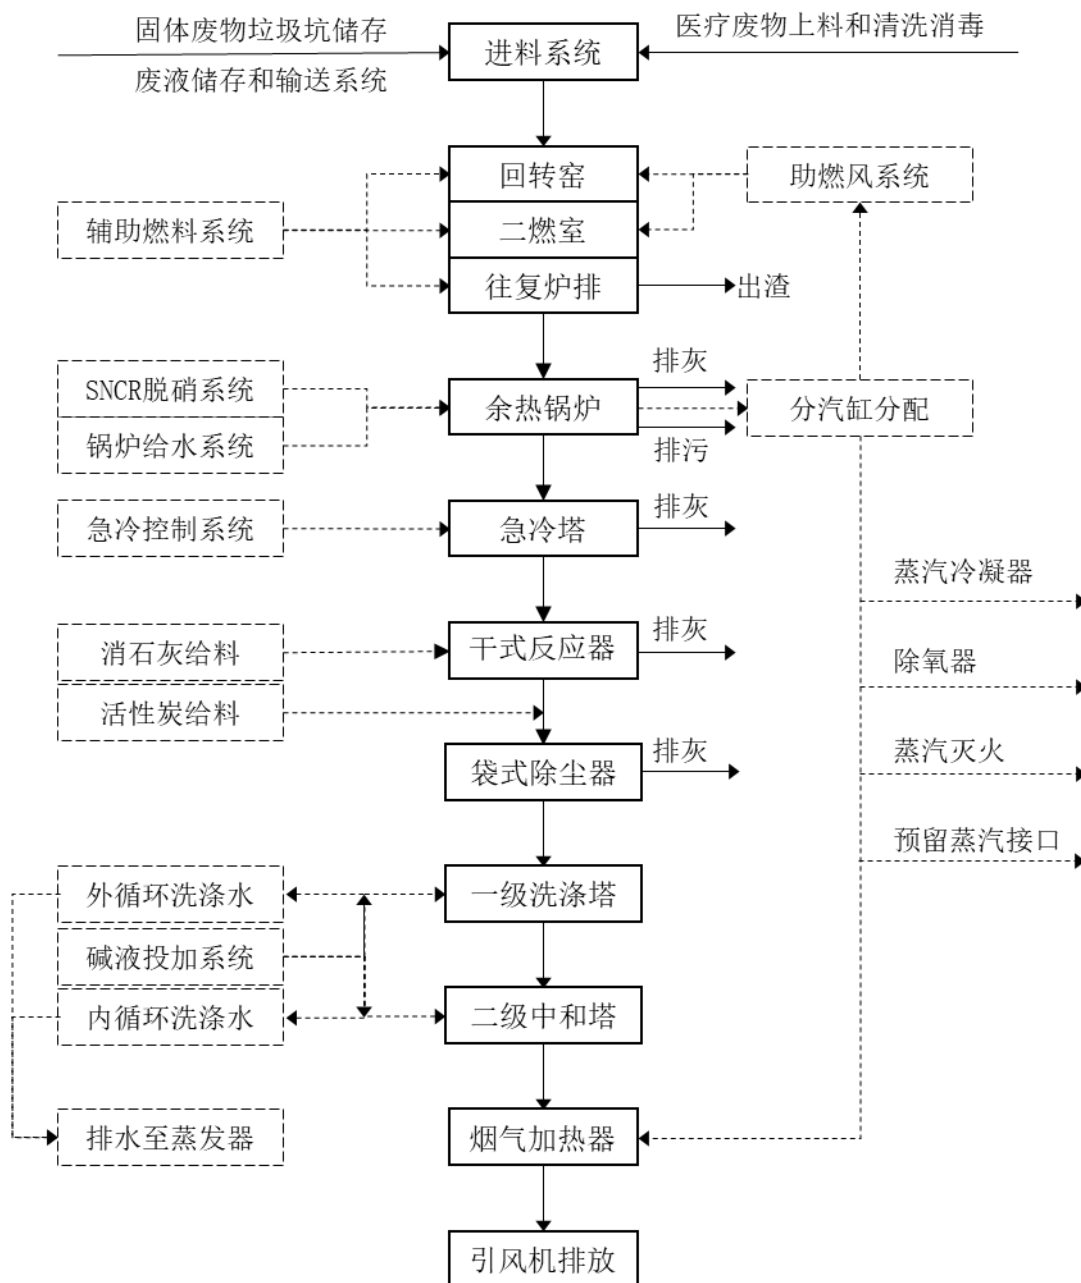 固体废物垃圾坑储存
医疗废物上料和清洗消毒
进料系统
废液储存和输送系统
回转窑
助燃风系统
辅助燃料系统
二燃室
往复炉排
出渣
排灰
SNCR脱硝系统
余热锅炉
分汽缸分配
锅炉给水系统
排污
排灰
急冷控制系统
急冷塔
蒸汽冷凝器
排灰
消石灰给料
干式反应器
除氧器
活性炭给料
排灰
蒸汽灭火
袋式除尘器
预留蒸汽接口
外循环洗涤水
一级洗涤塔
碱液投加系统
内循环洗涤水
二级中和塔
排水至蒸发器
烟气加热器
引风机排放